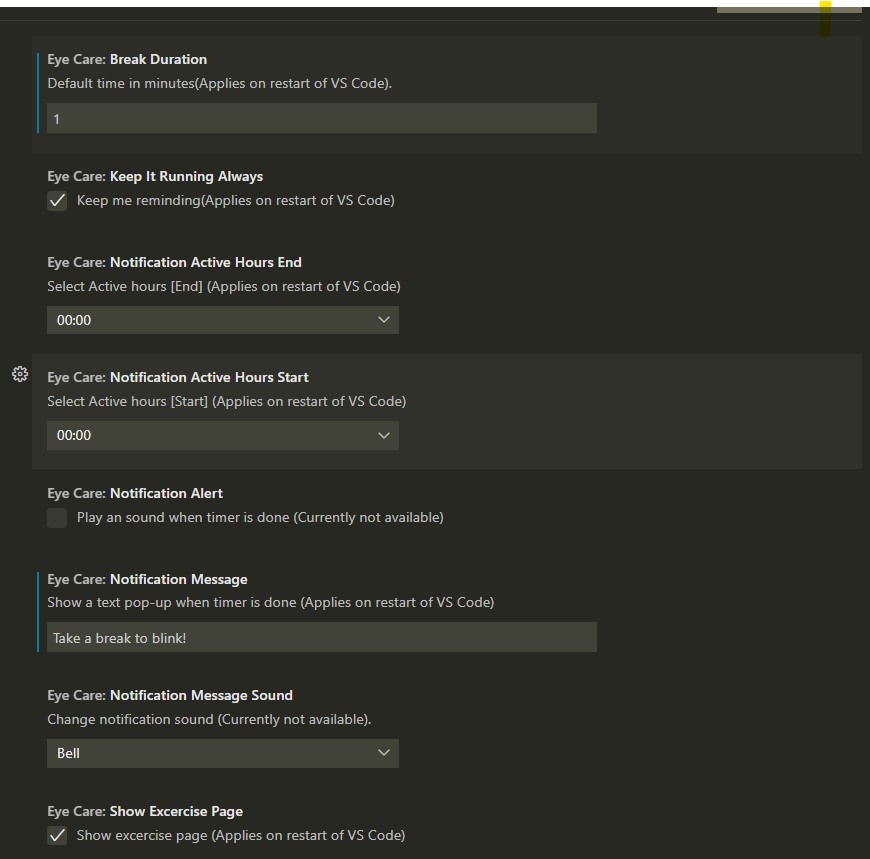 Eye Care: Break Duration
Default time in minutes(Applies on restart of VS Code).
1
Eye Care: Keep It Running Always
Keep me reminding(Applies on restart of VS Code)
Eye Care: Notification Active Hours End
Select Active hours [End] (Applies on restart of VS Code)
00:00
Eye Care: Notification Active Hours Start
Select Active hours [Start] (Applies on restart of VS Code)
00:00
Eye Care: Notification Alert
Play an sound when timer is done (Currently not available)
Eye Care: Notification Message
Show a text pop-up when timer is done (Applies on restart of VS Code)
Take a break to blink!
Eye Care: Notification Message Sound
Change notification sound (Currently not available).
Bell
Eye Care: Show Excercise Page
Show excercise page (Applies on restart of VS Code)